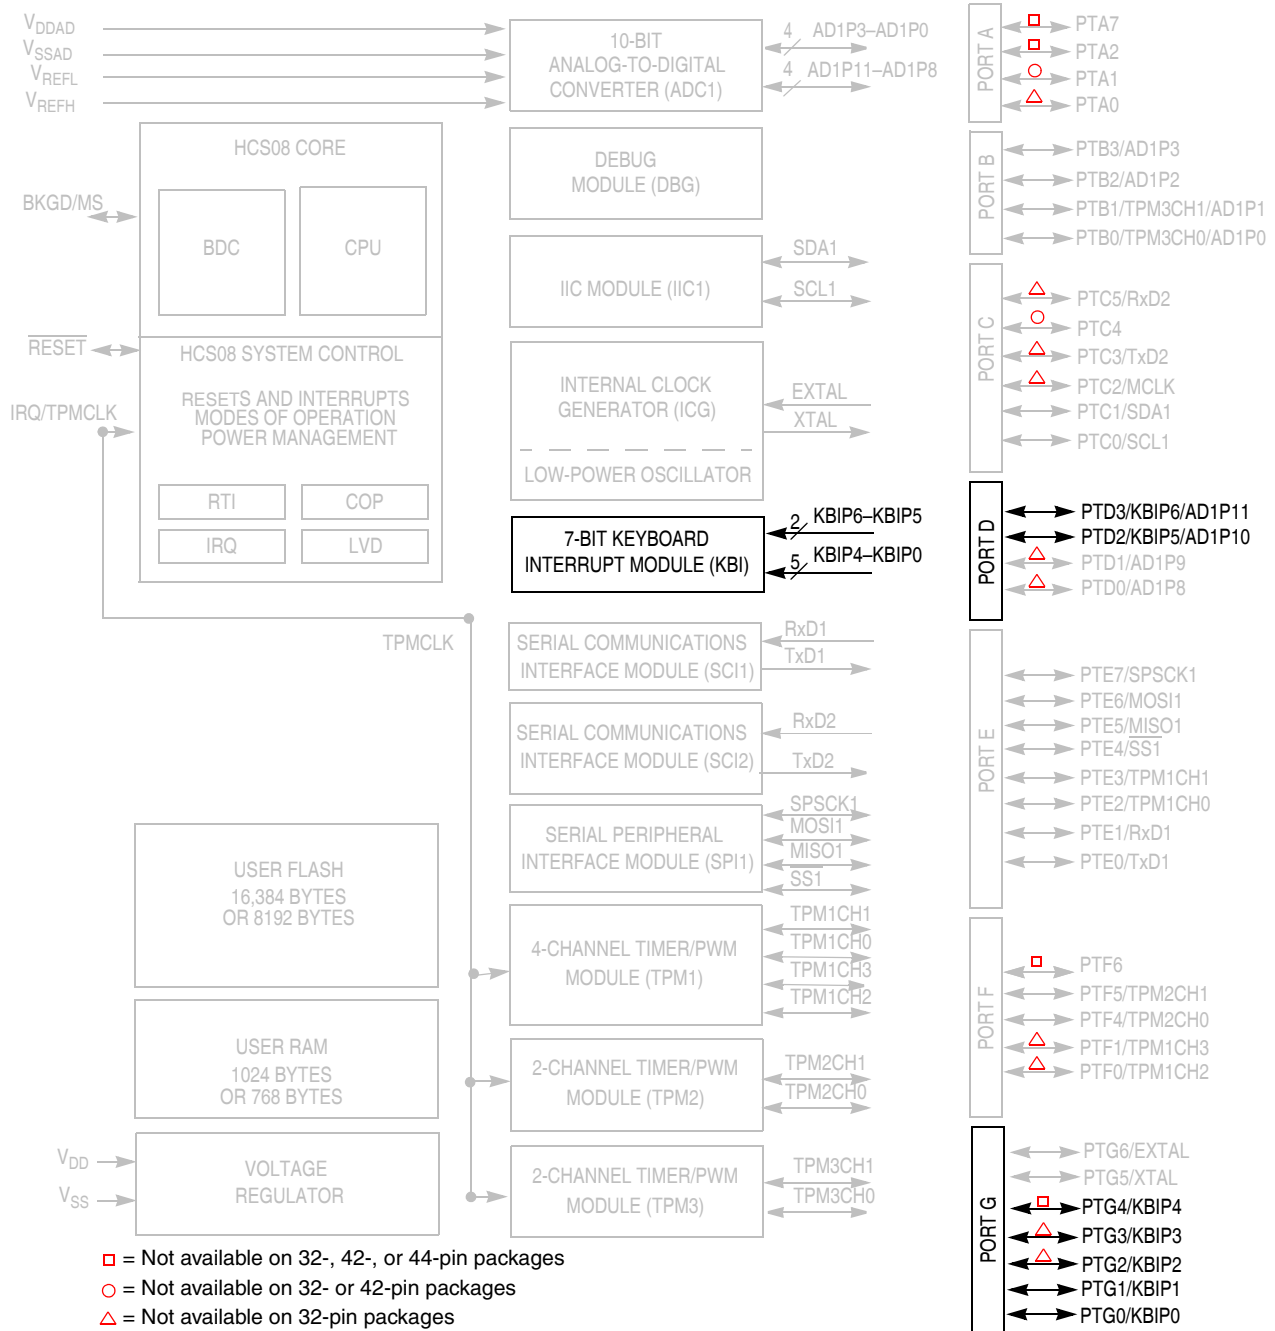 VDDAD
VSSAD
VREFL
VREFH
10-BIT
ANALOG-TO-DIGITAL
CONVERTER (ADC1)
4 AD1P3–AD1P0
4 AD1P11–AD1P8
HCS08 CORE
BDC
CPU
BKGD/MS
RESET
IRQ/TPMCLK
HCS08 SYSTEM CONTROL
RESETS AND INTERRUPTS
MODES OF OPERATION
POWER MANAGEMENT
RTI
COP
IRQ
LVD
TPMCLK
DEBUG
MODULE (DBG)
IIC MODULE (IIC1)
SDA1
SCL1
INTERNAL CLOCK
GENERATOR (ICG)
LOW-POWER OSCILLATOR
EXTAL
XTAL
7-BIT KEYBOARD
INTERRUPT MODULE (KBI)
2 KBIP6–KBIP5
5 KBIP4–KBIP0
SERIAL COMMUNICATIONS
INTERFACE MODULE (SCI1)
RxD1
TxD1
SERIAL COMMUNICATIONS
INTERFACE MODULE (SCI2)
RxD2
TxD2
SERIAL PERIPHERAL
INTERFACE MODULE (SPI1)
SPSCK1
MOSI1
MISO1
SS1
4-CHANNEL TIMER/PWM
MODULE (TPM1)
TPM1CH1
TPM1CH0
TPM1CH3
TPM1CH2
2-CHANNEL TIMER/PWM
MODULE (TPM2)
TPM2CH1
TPM2CH0
2-CHANNEL TIMER/PWM
MODULE (TPM3)
TPM3CH1
TPM3CH0
USER FLASH
16,384 BYTES
OR 8192 BYTES
USER RAM
1024 BYTES
OR 768 BYTES
VDD
VSS
VOLTAGE
REGULATOR
PORT A
PTA7
PTA2
PTA1
PTA0
PORT B
PTB3/AD1P3
PTB2/AD1P2
PTB1/TPM3CH1/AD1P1
PTB0/TPM3CH0/AD1P0
PORT C
PTC5/RxD2
PTC4
PTC3/TxD2
PTC2/MCLK
PTC1/SDA1
PTC0/SCL1
PORT D
PTD3/KBIP6/AD1P11
PTD2/KBIP5/AD1P10
PTD1/AD1P9
PTD0/AD1P8
PORT E
PTE7/SPSCK1
PTE6/MOSI1
PTE5/MISO1
PTE4/SS1
PTE3/TPM1CH1
PTE2/TPM1CH0
PTE1/RxD1
PTE0/TxD1
PORT F
PTF6
PTF5/TPM2CH1
PTF4/TPM2CH0
PTF1/TPM1CH3
PTF0/TPM1CH2
PORT G
PTG6/EXTAL
PTG5/XTAL
PTG4/KBIP4
PTG3/KBIP3
PTG2/KBIP2
PTG1/KBIP1
PTG0/KBIP0
= Not available on 32-, 42-, or 44-pin packages
= Not available on 32- or 42-pin packages
= Not available on 32-pin packages